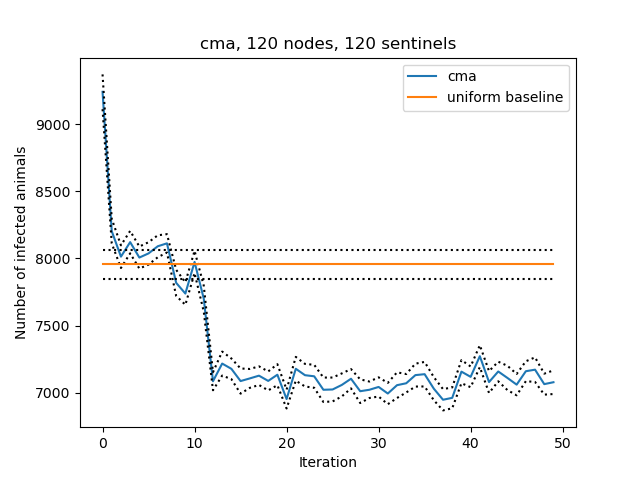 cma, 120 nodes, 120 sentinels
cma
uniform baseline
Number of infected animals
9000
8500
8000
7500
7000
0 10 20 30 40 50
Iteration